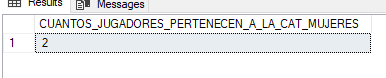 Results Messages
CUANTOS_JUGADORES_PERTENECEN_A_LA_CAT_MUJERES
1 2